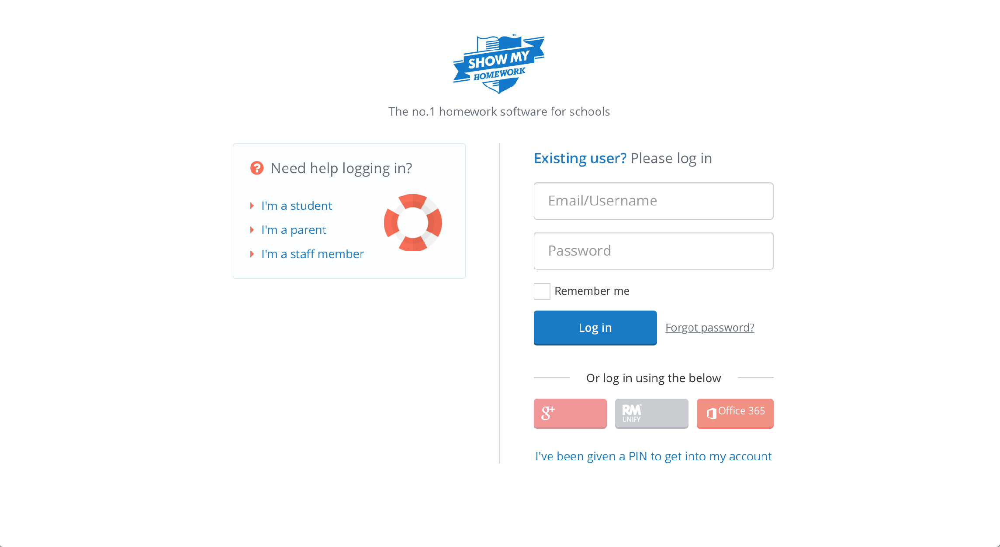 SHOW MY™
HOMEWORK
The no.1 homework software for schools
Need help logging in?
I'm a student
I'm a parent
I'm a staff member
Existing user? Please log in
Email/Username
Password
Remember me
Log in
Forgot password?
Or log in using the below
g+
RM™
UNIFY
Office 365
I've been given a PIN to get into my account